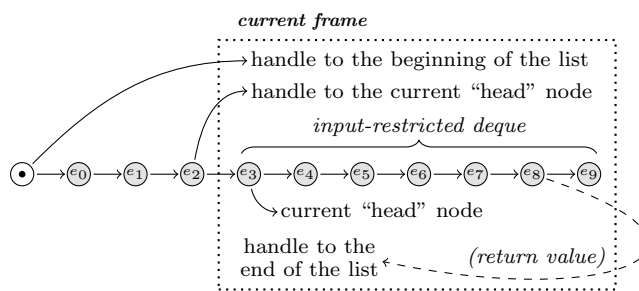 current frame
handle to the beginning of the list
handle to the current “head” node
input-restricted deque
• e0 e1 e2 e3 e4 e5 e6 e7 e8 e9
current “head” node
handle to the
end of the list
(return value)